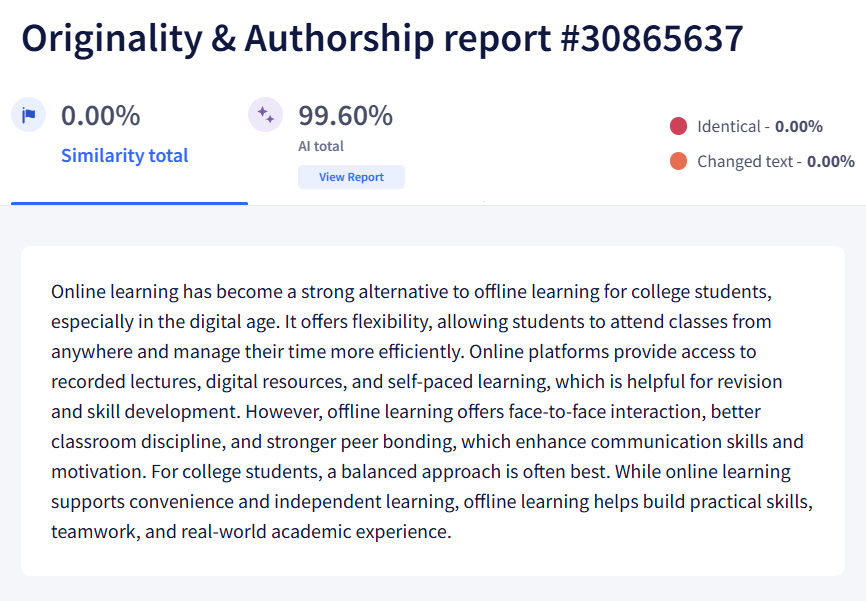 Originality & Authorship report #30865637
0.00%
Similarity total
99.60%
AI total
View Report
Identical - 0.00%
Changed text - 0.00%
Online learning has become a strong alternative to offline learning for college students,
especially in the digital age. It offers flexibility, allowing students to attend classes from
anywhere and manage their time more efficiently. Online platforms provide access to
recorded lectures, digital resources, and self-paced learning, which is helpful for revision
and skill development. However, offline learning offers face-to-face interaction, better
classroom discipline, and stronger peer bonding, which enhance communication skills and
motivation. For college students, a balanced approach is often best. While online learning
supports convenience and independent learning, offline learning helps build practical skills,
teamwork, and real-world academic experience.